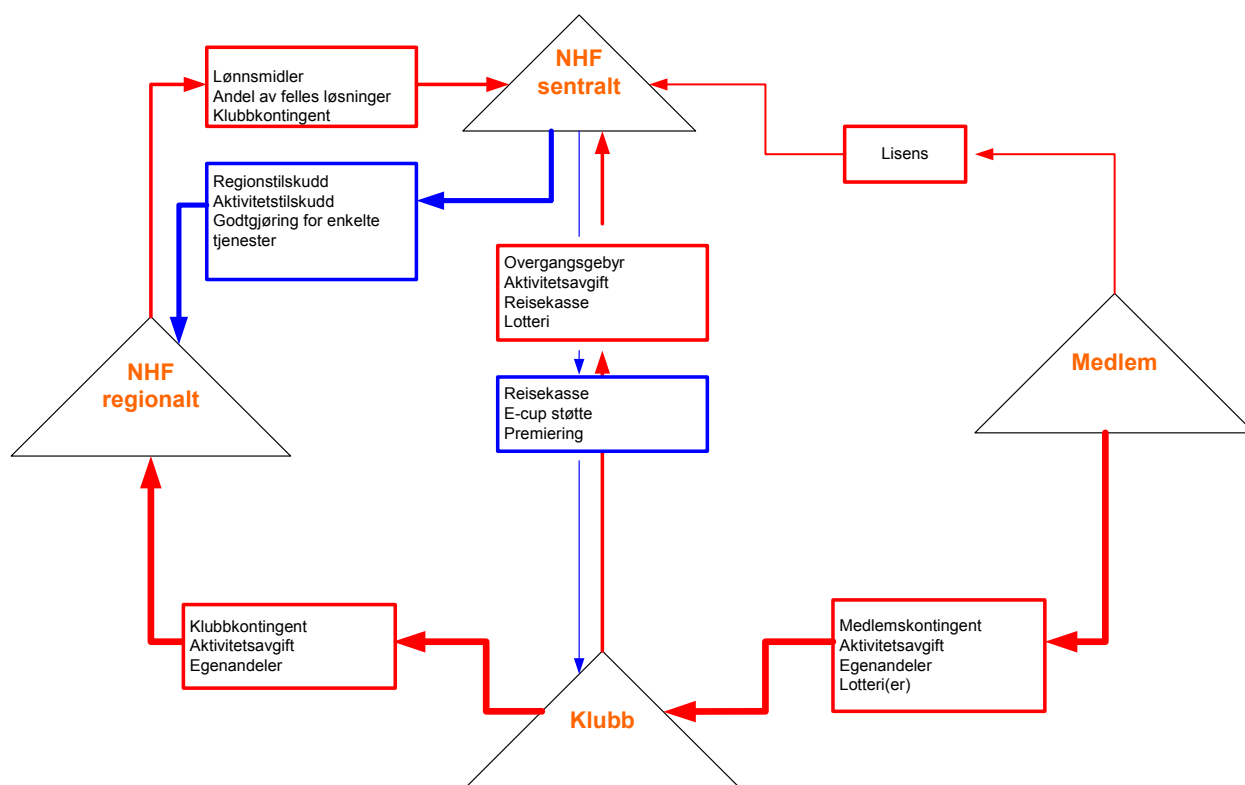 NHF
sentralt
Lønnsmidler
Andel av felles løsninger
Klubbkontingent
Lisens
Regionstilskudd
Aktivitetstilskudd
Godtgjøring for enkelte
tjenester
Overgangsgebyr
Aktivitetsavgift
Reisekasse
Lotteri
NHF
regionalt
Medlem
Reisekasse
E-cup støtte
Premiering
Klubbkontingent
Aktivitetsavgift
Egenandeler
Medlemskontingent
Aktivitetsavgift
Egenandeler
Lotteri(er)
Klubb